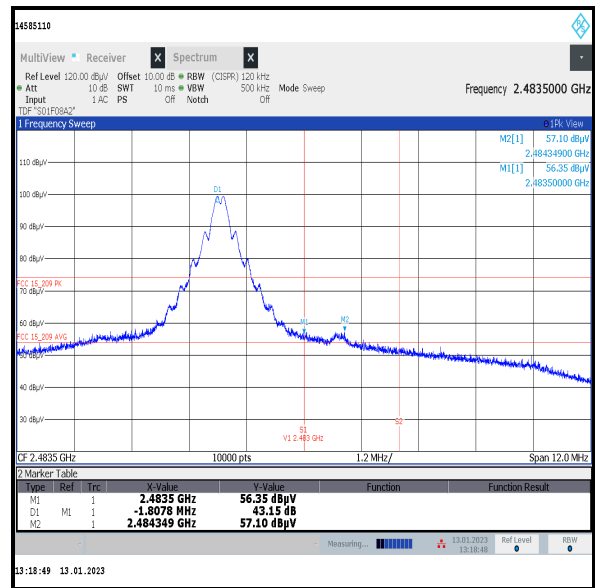 14585110
MultiView Receiver X Spectrum X
Ref Level 120.00 dBµV Offset 10.00 dB RBW (CISPR) 120 kHz
Att 10 dB SWT 10 ms VBW 500 kHz Mode Sweep
Input 1 AC PS Off Notch Off
Frequency 2.4835000 GHz
TDF "S01F08A2"
1 Frequency Sweep 1Pk View
M2[1] 57.10 dBµV
2.48434900 GHz
M1[1] 56.35 dBµV
2.48350000 GHz
110 dBµV
D1
100 dBµV
90 dBµV
80 dBµV
FCC 15_209 PK
70 dBµV
60 dBµV
M1 M2
FCC 15_209 AVG
50 dBµV
40 dBµV
30 dBµV
S1 S2
V1 2.483 GHz
CF 2.4835 GHz 10000 pts 1.2 MHz/ Span 12.0 MHz
2 Marker Table
Type Ref Trc X-Value Y-Value Function Function Result
M1 1 2.4835 GHz 56.35 dBµV
D1 M1 1 -1.8078 MHz 43.15 dB
M2 1 2.484349 GHz 57.10 dBµV
Measuring... 13.01.2023 13:18:48 Ref Level RBW
13:18:49 13.01.2023